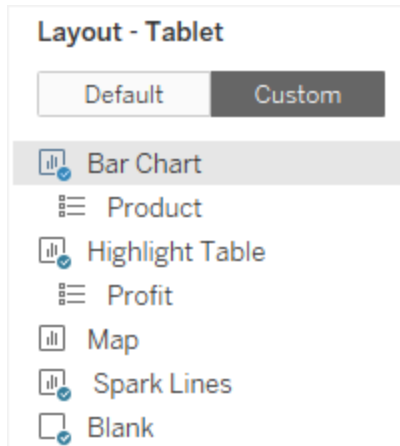 Layout - Tablet
Default Custom
Bar Chart
Product
Highlight Table
Profit
Map
Spark Lines
Blank